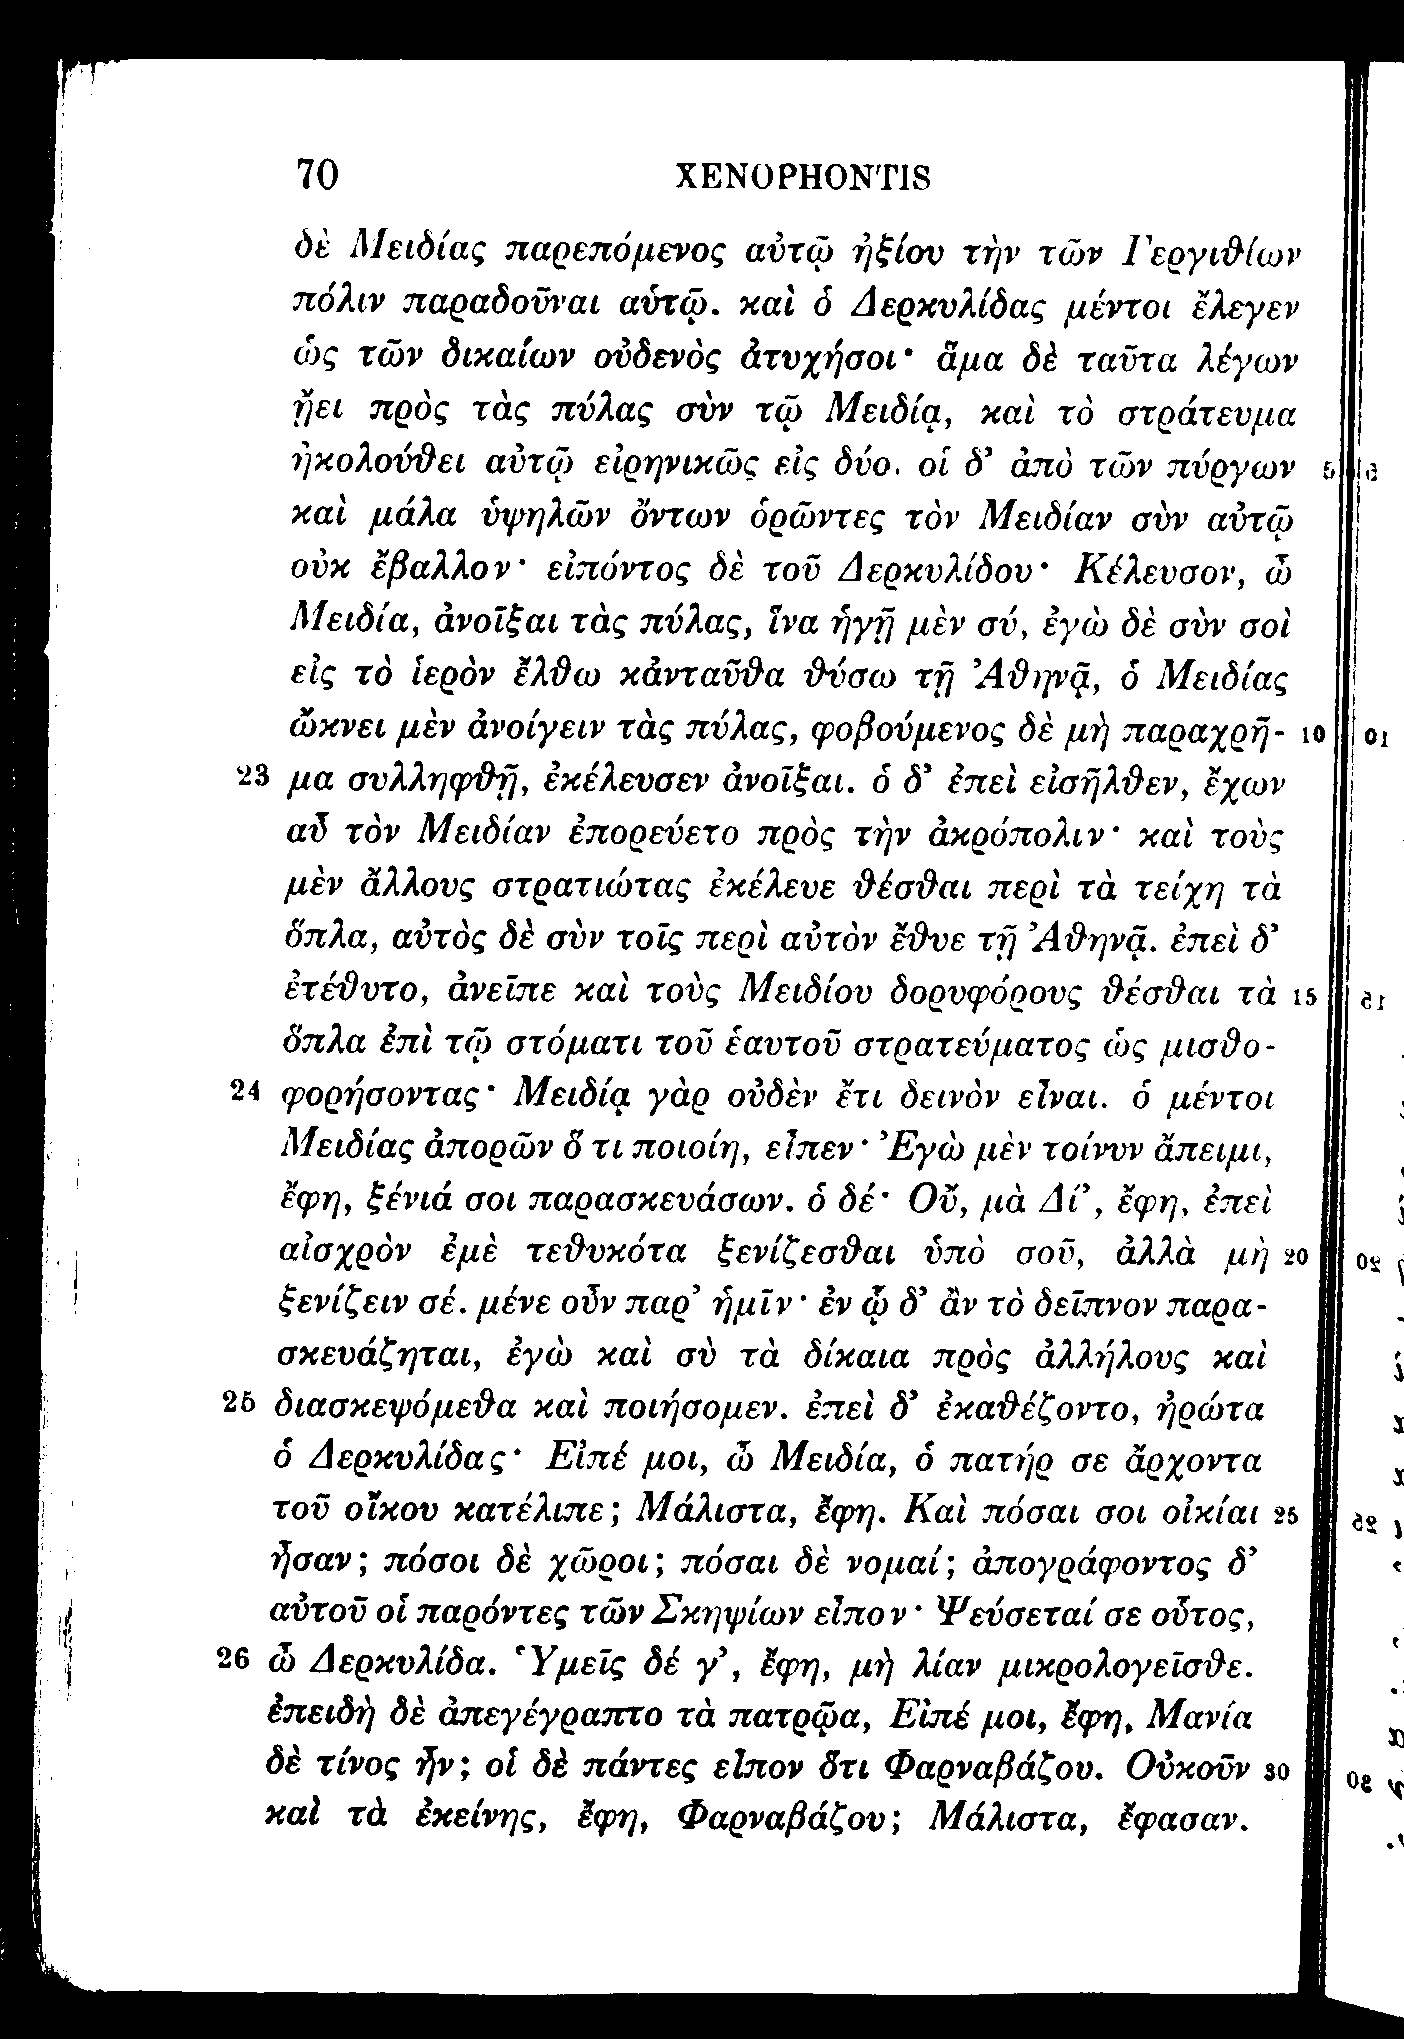 70 XENOPHONTIS
δὲ Μειδίας παρεπόμενος αὐτῷ ἠξίου τὴν τῶν Γεργιθίων
πόλιν παραδοῦναι αὑτῷ. καὶ ὁ Δερκυλίδας μέντοι ἔλεγεν
ὡς τῶν δικαίων οὐδενὸς ἀτυχήσοι· ἅμα δὲ ταῦτα λέγων
ᾔει πρὸς τὰς πύλας σὺν τῷ Μειδίᾳ, καὶ τὸ στράτευμα
ἠκολούθει αὐτῷ εἰρηνικῶς εἰς δύο. οἱ δ’ ἀπὸ τῶν πύργων 5
καὶ μάλα ὑψηλῶν ὄντων ὁρῶντες τὸν Μειδίαν σὺν αὐτῷ
οὐκ ἔβαλλον· εἰπόντος δὲ τοῦ Δερκυλίδου· Κέλευσον, ὦ
Μειδία, ἀνοῖξαι τὰς πύλας, ἵνα ἡγῇ μὲν σύ, ἐγὼ δὲ σὺν σοὶ
εἰς τὸ ἱερὸν ἔλθω κἀνταῦθα θύσω τῇ Ἀθηνᾷ, ὁ Μειδίας
ὤκνει μὲν ἀνοίγειν τὰς πύλας, φοβούμενος δὲ μὴ παραχρῆ- 10
23 μα συλληφθῇ, ἐκέλευσεν ἀνοῖξαι. ὁ δ’ ἐπεὶ εἰσῆλθεν, ἔχων
αὖ τὸν Μειδίαν ἐπορεύετο πρὸς τὴν ἀκρόπολιν· καὶ τοὺς
μὲν ἄλλους στρατιώτας ἐκέλευε θέσθαι περὶ τὰ τείχη τὰ
ὅπλα, αὐτὸς δὲ σὺν τοῖς περὶ αὐτὸν ἔθυε τῇ Ἀθηνᾷ. ἐπεὶ δ’
ἐτέθυτο, ἀνεῖπε καὶ τοὺς Μειδίου δορυφόρους θέσθαι τὰ 15
ὅπλα ἐπὶ τῷ στόματι τοῦ ἑαυτοῦ στρατεύματος ὡς μισθο-
24 φορήσοντας· Μειδίᾳ γὰρ οὐδὲν ἔτι δεινὸν εἶναι. ὁ μέντοι
Μειδίας ἀπορῶν ὅ τι ποιοίη, εἶπεν· Ἐγὼ μὲν τοίνυν ἄπειμι,
ἔφη, ξένιά σοι παρασκευάσων. ὁ δέ· Οὔ, μὰ Δί’, ἔφη, ἐπεὶ
αἰσχρὸν ἐμὲ τεθυκότα ξενίζεσθαι ὑπὸ σοῦ, ἀλλὰ μὴ 20
ξενίζειν σέ. μένε οὖν παρ’ ἡμῖν· ἐν ᾧ δ’ ἂν τὸ δεῖπνον παρα-
σκευάζηται, ἐγὼ καὶ σὺ τὰ δίκαια πρὸς ἀλλήλους καὶ
25 διασκεψόμεθα καὶ ποιήσομεν. ἐπεὶ δ’ ἐκαθέζοντο, ἠρώτα
ὁ Δερκυλίδας· Εἰπέ μοι, ὦ Μειδία, ὁ πατήρ σε ἄρχοντα
τοῦ οἴκου κατέλιπε; Μάλιστα, ἔφη. Καὶ πόσαι σοι οἰκίαι 25
ἦσαν; πόσοι δὲ χῶροι; πόσαι δὲ νομαί; ἀπογράφοντος δ’
αὐτοῦ οἱ παρόντες τῶν Σκηψίων εἶπον· Ψεύσεταί σε οὗτος,
26 ὦ Δερκυλίδα. Ὑμεῖς δέ γ’, ἔφη, μὴ λίαν μικρολογεῖσθε.
ἐπειδὴ δὲ ἀπεγέγραπτο τὰ πατρῷα, Εἰπέ μοι, ἔφη, Μανία
δὲ τίνος ἦν; οἱ δὲ πάντες εἶπον ὅτι Φαρναβάζου. Οὐκοῦν 30
καὶ τὰ ἐκείνης, ἔφη, Φαρναβάζου; Μάλιστα, ἔφασαν.